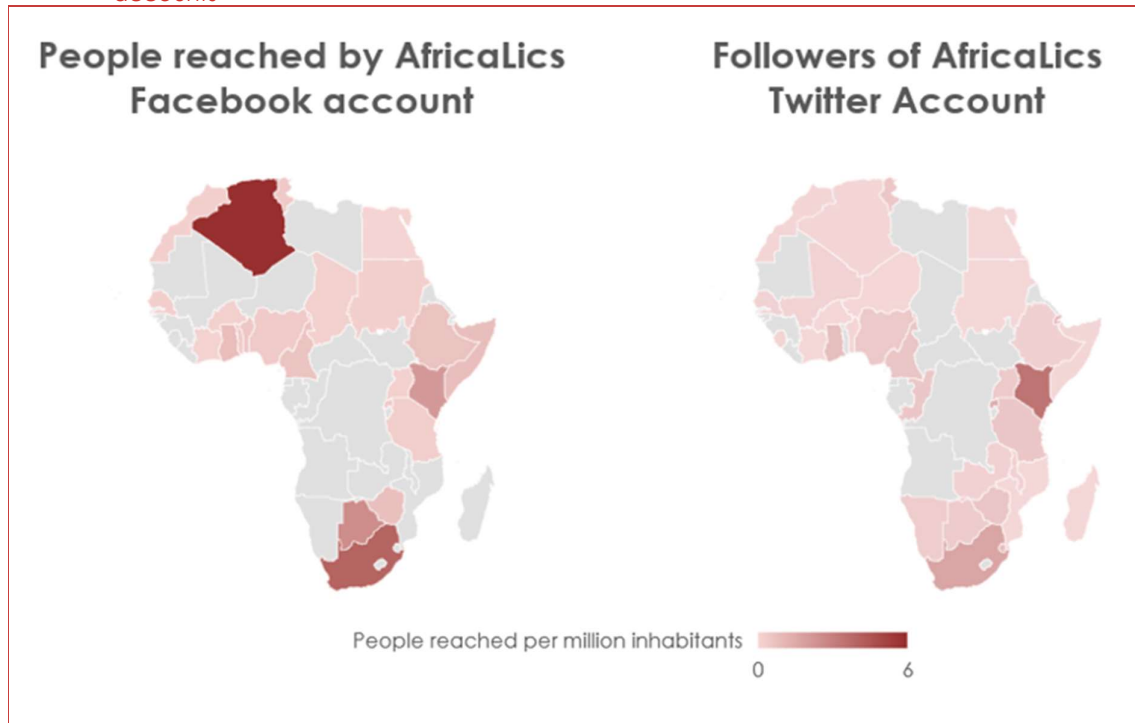 People reached by AfricaLics
Facebook account
Followers of AfricaLics
Twitter Account
People reached per million inhabitants
0
6